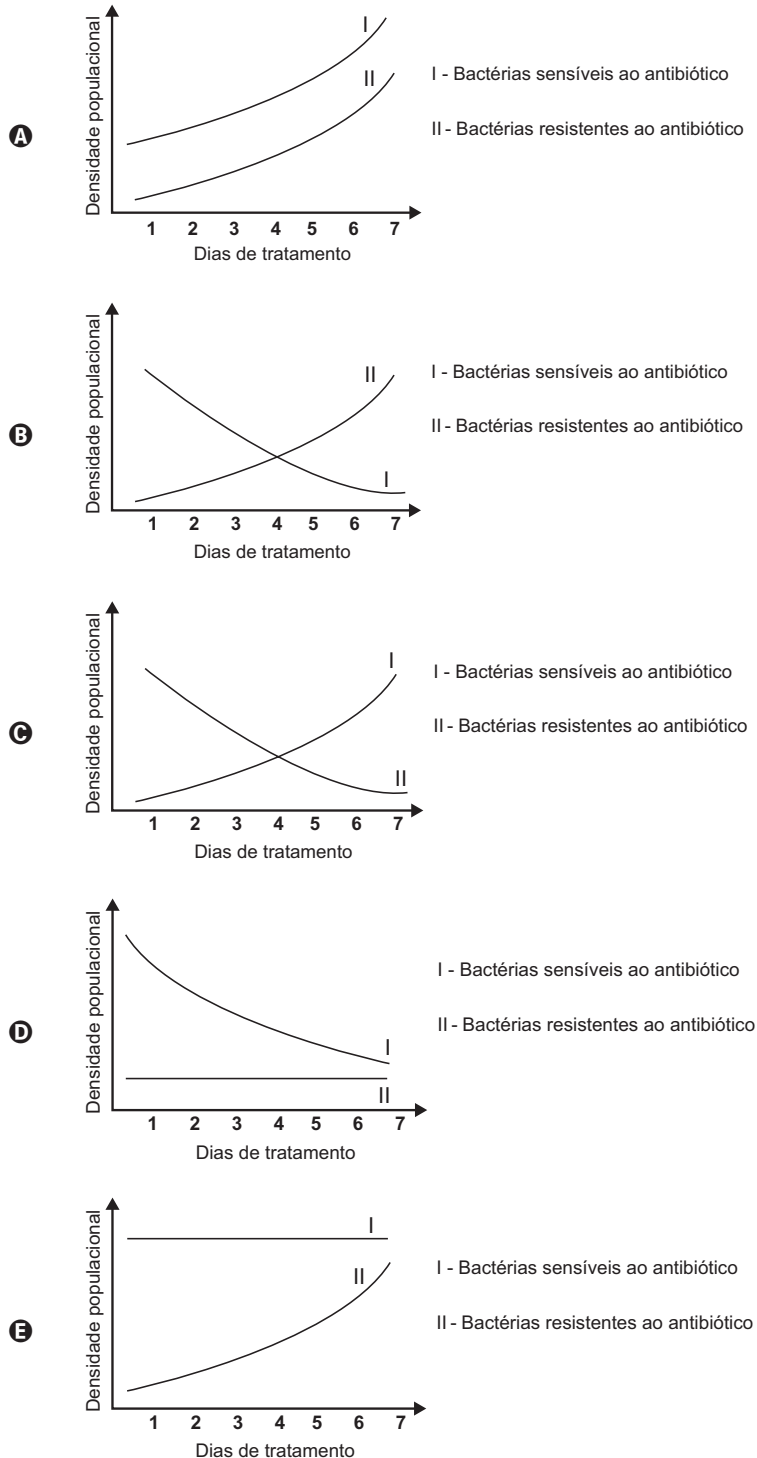 A
Densidade populacional
I
II
1 2 3 4 5 6 7
Dias de tratamento
I - Bactérias sensíveis ao antibiótico
II - Bactérias resistentes ao antibiótico
B
Densidade populacional
II
I
1 2 3 4 5 6 7
Dias de tratamento
I - Bactérias sensíveis ao antibiótico
II - Bactérias resistentes ao antibiótico
C
Densidade populacional
I
II
1 2 3 4 5 6 7
Dias de tratamento
I - Bactérias sensíveis ao antibiótico
II - Bactérias resistentes ao antibiótico
D
Densidade populacional
I
II
1 2 3 4 5 6 7
Dias de tratamento
I - Bactérias sensíveis ao antibiótico
II - Bactérias resistentes ao antibiótico
E
Densidade populacional
I
II
1 2 3 4 5 6 7
Dias de tratamento
I - Bactérias sensíveis ao antibiótico
II - Bactérias resistentes ao antibiótico